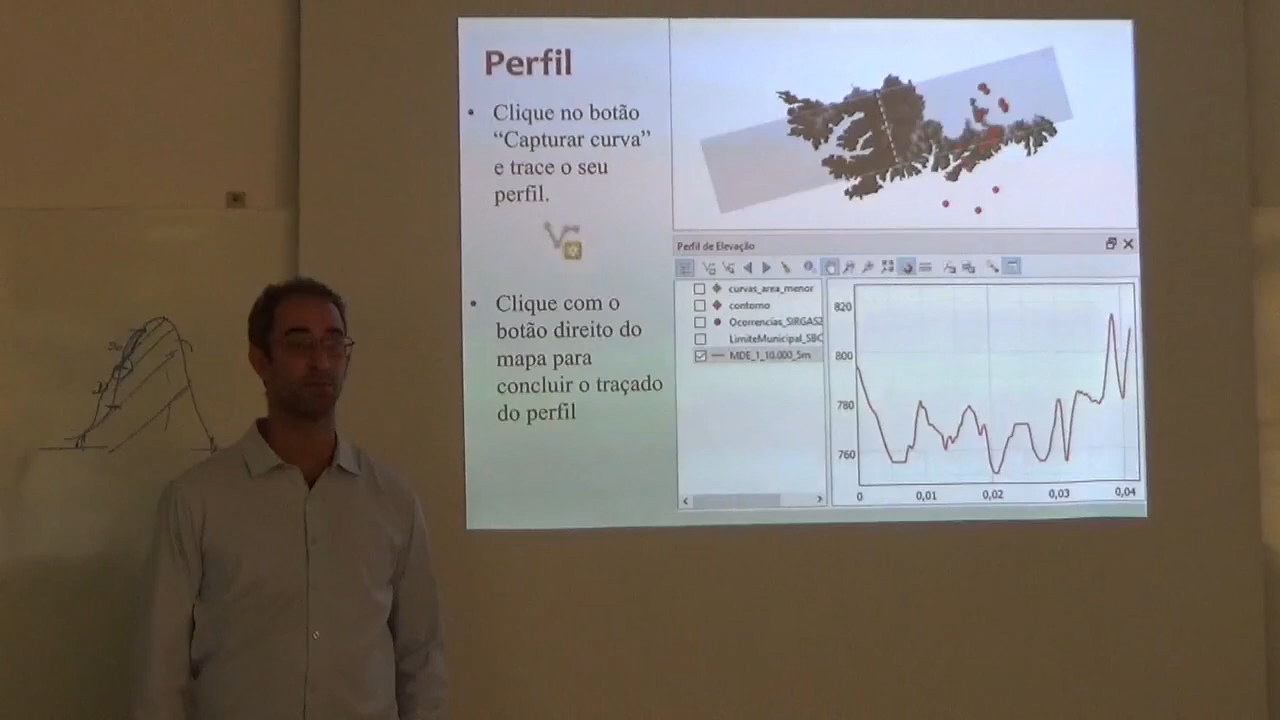 Perfil
• Clique no botão
“Capturar curva”
e trace o seu
perfil.
• Clique com o
botão direito do
mapa para
concluir o traçado
do perfil
Perfil de Elevação
curvas_area_menor
contorno
Ocorrencias_SIRGAS2
LimiteMunicipal_SBC
MDE_1_10.000_5m
820
800
780
760
0 0,01 0,02 0,03 0,04